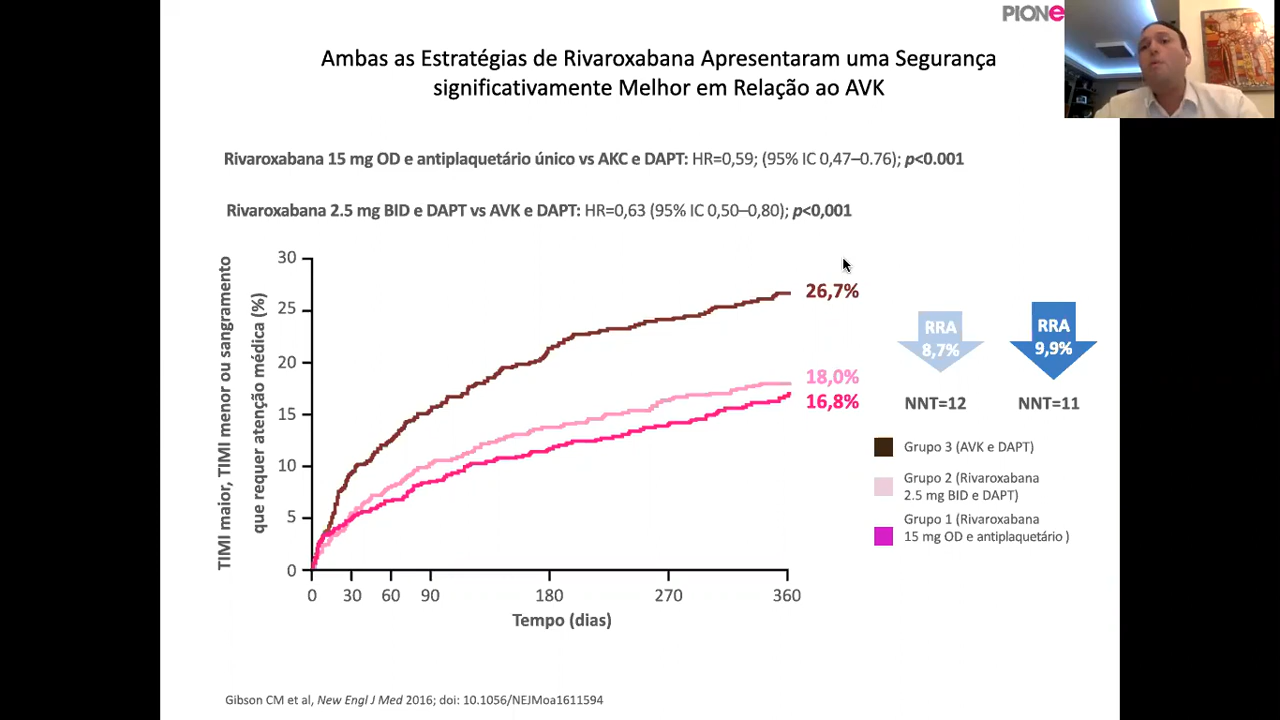 PIONE
Ambas as Estratégias de Rivaroxabana Apresentaram uma Segurança
significativamente Melhor em Relação ao AVK
Rivaroxabana 15 mg OD e antiplaquetário único vs AKC e DAPT: HR=0,59; (95% IC 0,47–0.76); p<0.001
Rivaroxabana 2.5 mg BID e DAPT vs AVK e DAPT: HR=0,63 (95% IC 0,50–0,80); p<0,001
TIMI maior, TIMI menor ou sangramento
que requer atenção médica (%)
30
25
20
15
10
5
0
0 30 60 90 180 270 360
Tempo (dias)
26,7%
18,0%
16,8%
RRA
8,7%
RRA
9,9%
NNT=12
NNT=11
Grupo 3 (AVK e DAPT)
Grupo 2 (Rivaroxabana
2.5 mg BID e DAPT)
Grupo 1 (Rivaroxabana
15 mg OD e antiplaquetário )
Gibson CM et al, New Engl J Med 2016; doi: 10.1056/NEJMoa1611594